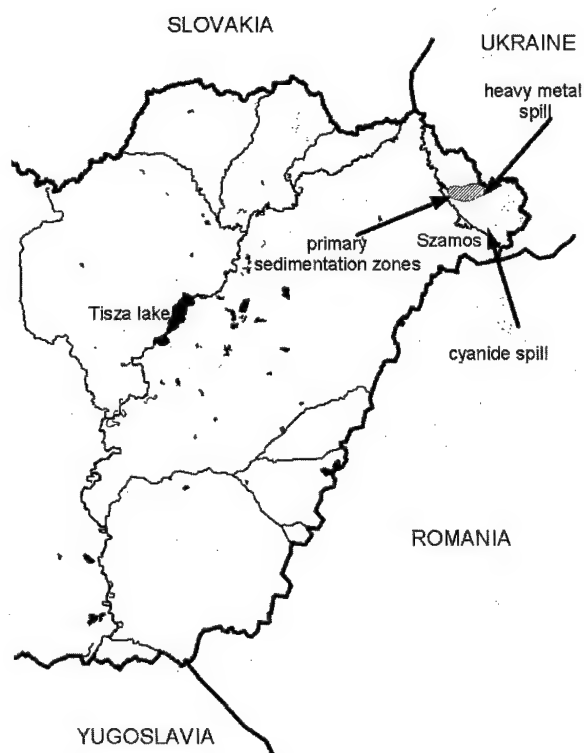 SLOVAKIA
UKRAINE
heavy metal
spill
primary
sedimentation zones
Szamos
Tisza lake
cyanide spill
ROMANIA
YUGOSLAVIA